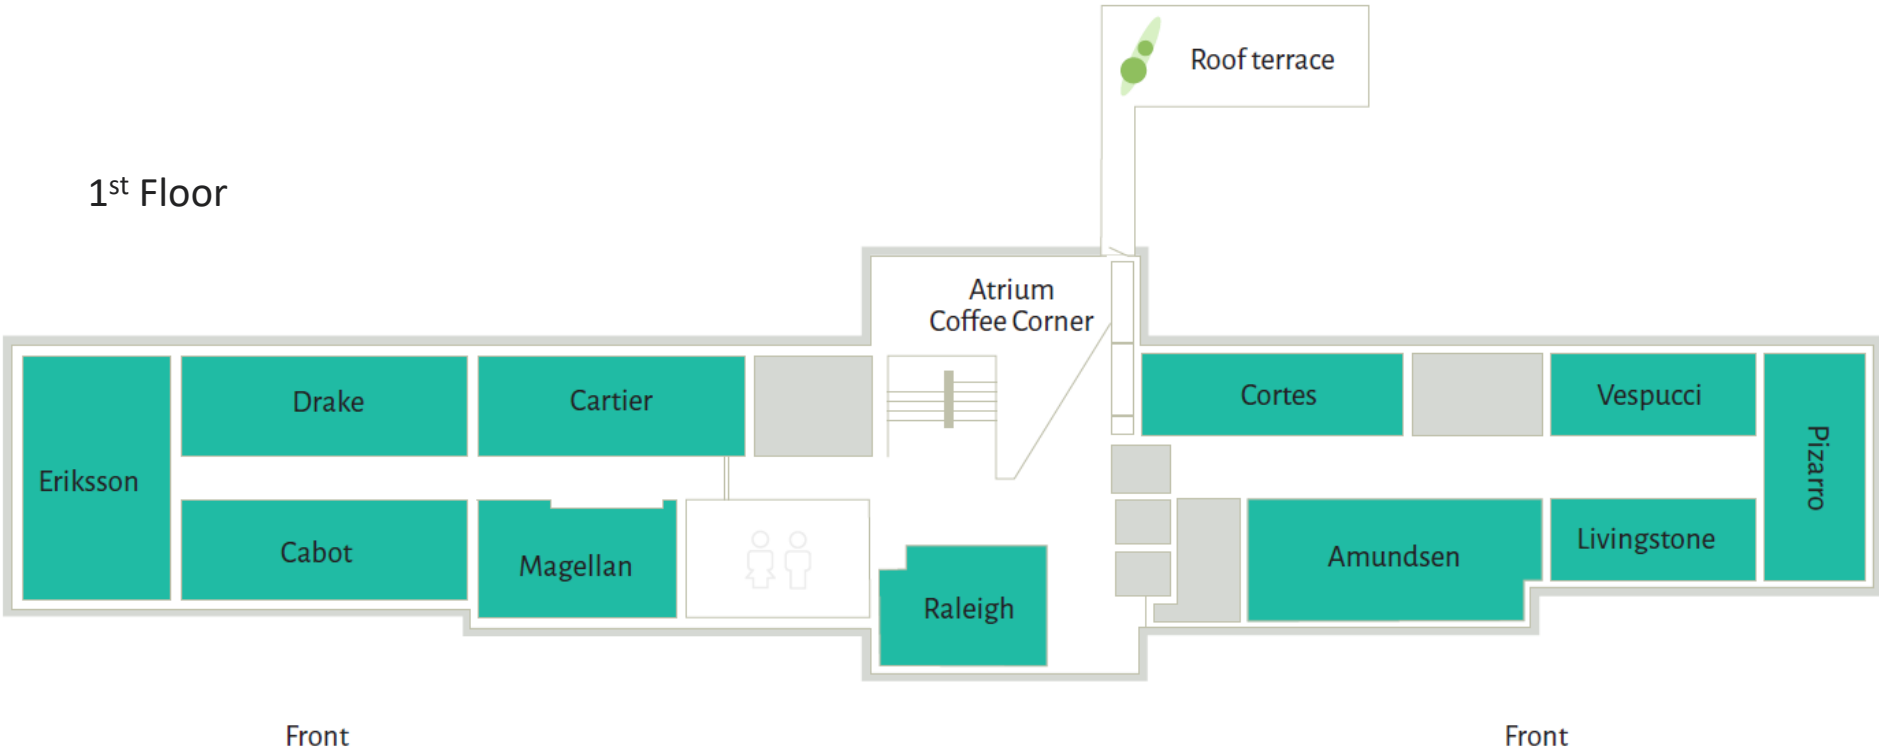 Roof terrace
1st Floor
Atrium
Coffee Corner
Drake
Cartier
Cortes
Vespucci
Pizarro
Eriksson
Cabot
Magellan
Raleigh
Amundsen
Livingstone
Front
Front